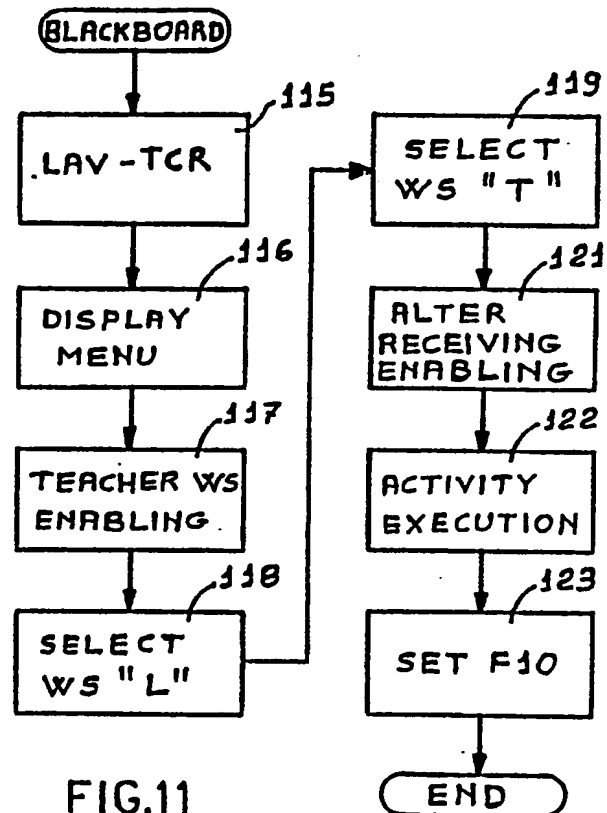 BLACKBOARD
115
LAV-TCR
116
DISPLAY
MENU
117
TEACHER WS
ENABLING
118
SELECT
WS "L"
119
SELECT
WS "T"
121
ALTER
RECEIVING
ENABLING
122
ACTIVITY
EXECUTION
123
SET F10
END
FIG.11